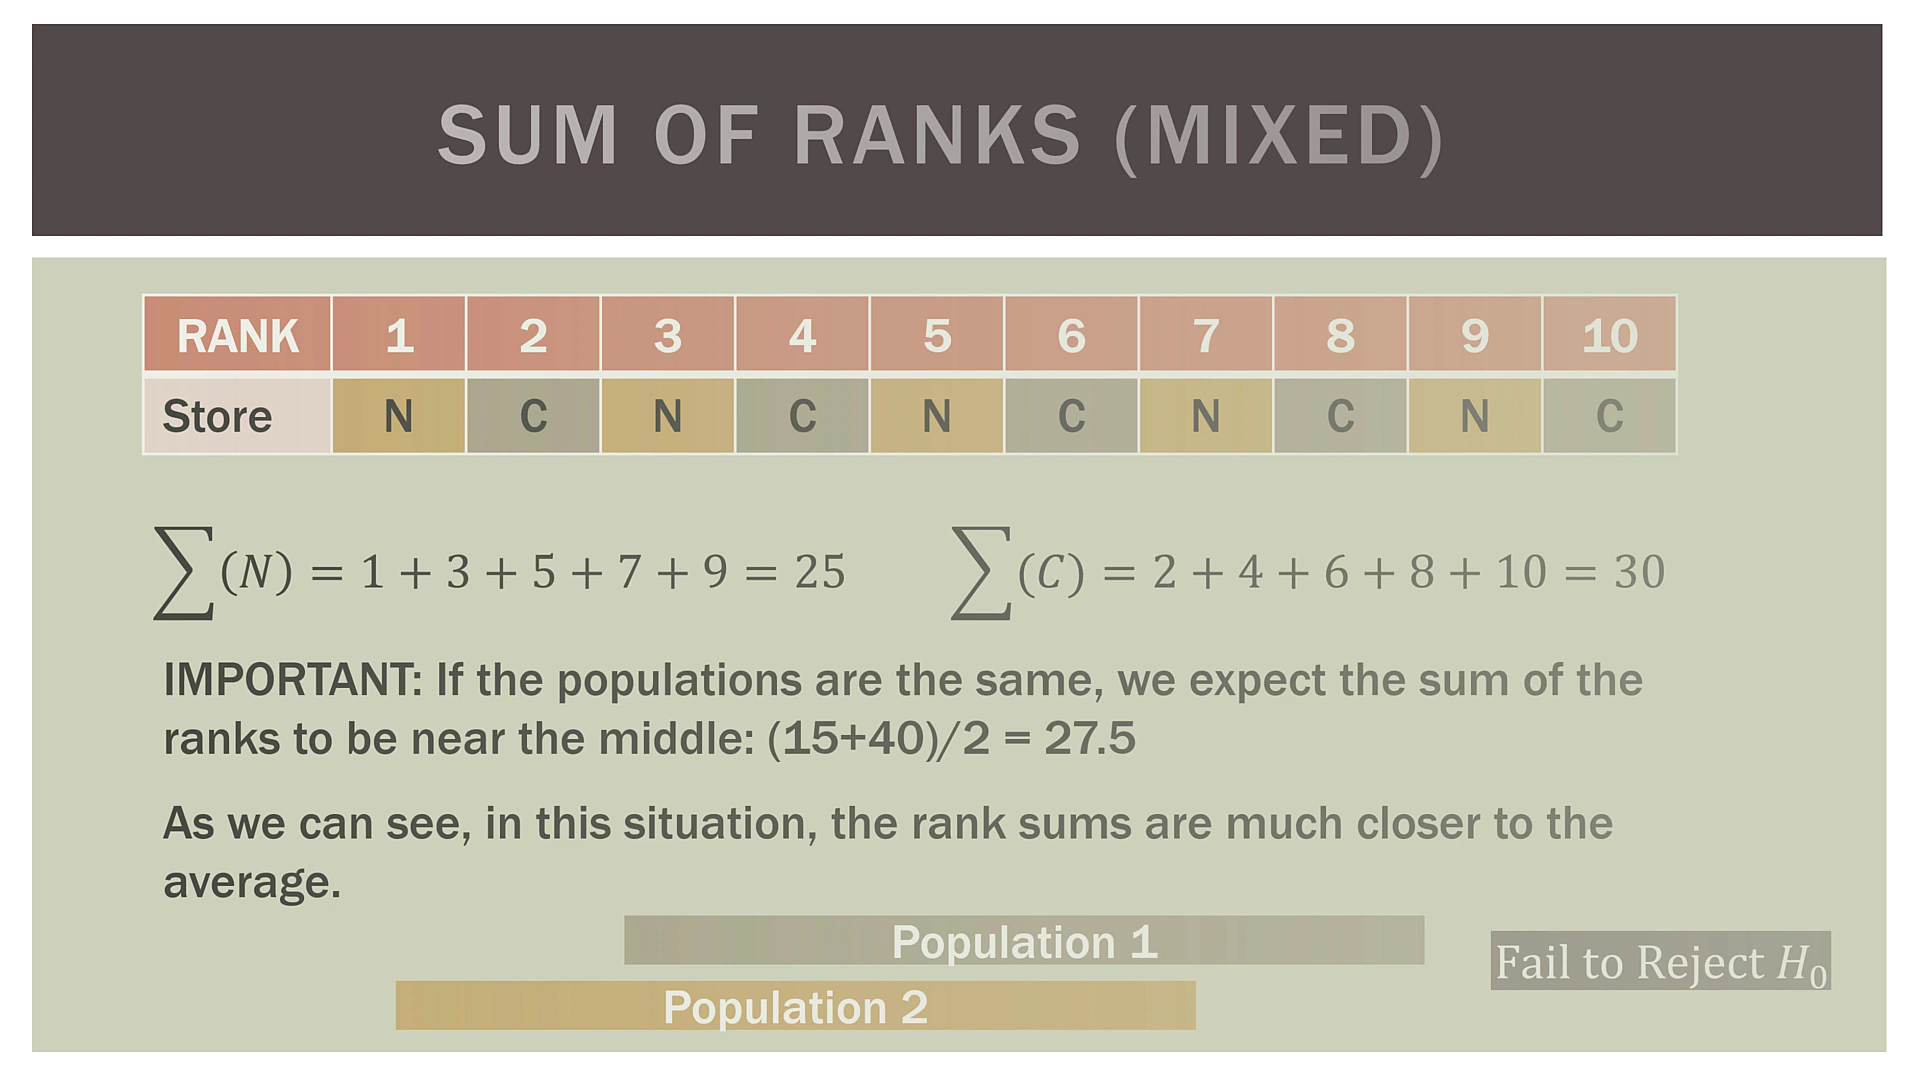 SUM OF RANKS (MIXED)
RANK 1 2 3 4 5 6 7 8 9 10
Store N C N C N C N C N C
∑(N) = 1 + 3 + 5 + 7 + 9 = 25 ∑(C) = 2 + 4 + 6 + 8 + 10 = 30
IMPORTANT: If the populations are the same, we expect the sum of the
ranks to be near the middle: (15+40)/2 = 27.5
As we can see, in this situation, the rank sums are much closer to the
average.
Population 1
Fail to Reject H₀
Population 2